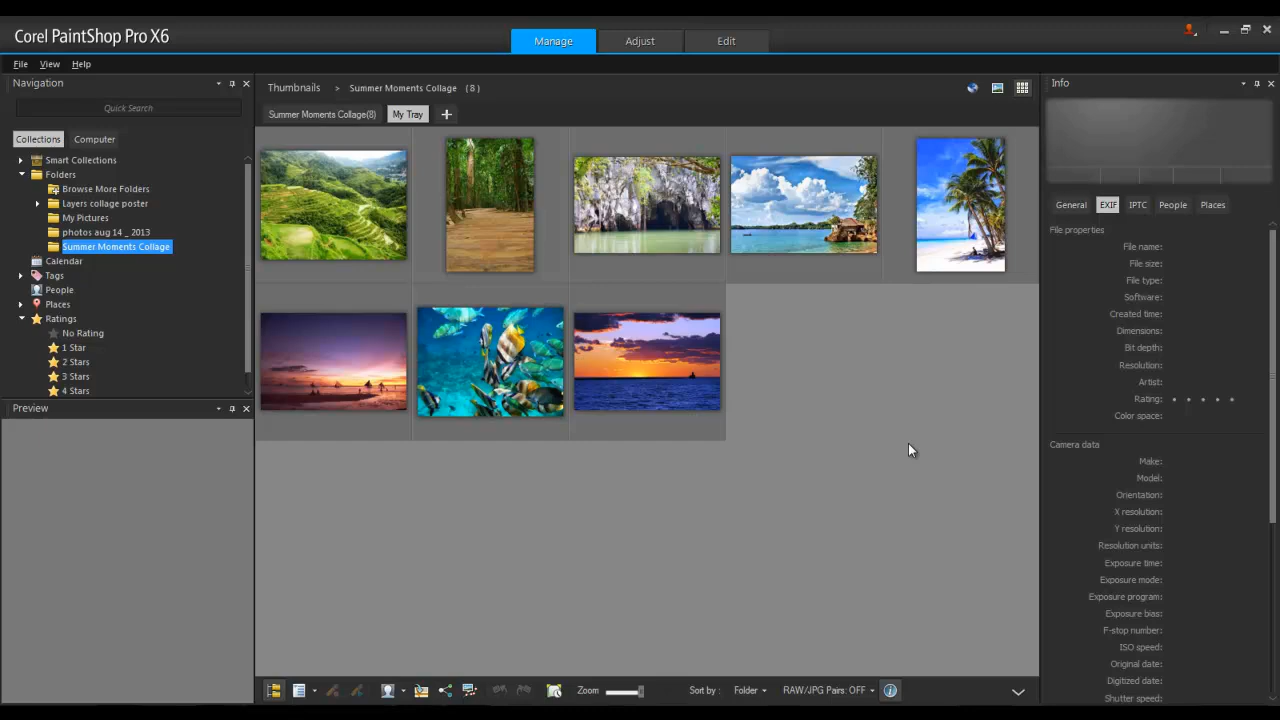 Corel PaintShop Pro X6
Manage Adjust Edit
File View Help
Navigation
Quick Search
Collections Computer
Smart Collections
Folders
Browse More Folders
Layers collage poster
My Pictures
photos aug 14 _ 2013
Summer Moments Collage
Calendar
Tags
People
Places
Ratings
No Rating
1 Star
2 Stars
3 Stars
4 Stars
Preview
Thumbnails > Summer Moments Collage (8)
Summer Moments Collage(8) My Tray +
Zoom Sort by : Folder RAW/JPG Pairs: OFF
Info
General EXIF IPTC People Places
File properties
File name:
File size:
File type:
Software:
Created time:
Dimensions:
Bit depth:
Resolution:
Artist:
Rating:
Color space:
Camera data
Make:
Model:
Orientation:
X resolution:
Y resolution:
Resolution units:
Exposure time:
Exposure mode:
Exposure program:
Exposure bias:
F-stop number:
ISO speed:
Original date:
Digitized date:
Shutter speed: